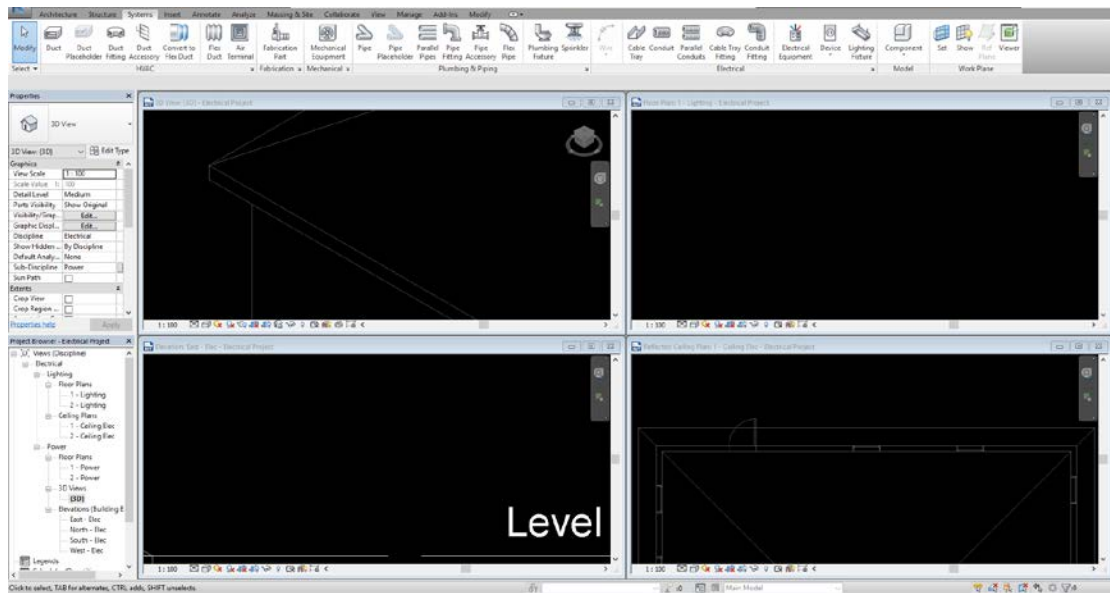 Architecture Structure Systems Insert Annotate Analyze Massing & Site Collaborate View Manage Add-Ins Modify
Modify Duct Duct Placeholder Duct Fitting Duct Accessory Convert to Flex Duct Flex Duct Air Terminal Fabrication Part Mechanical Equipment Pipe Pipe Placeholder Parallel Pipes Pipe Fitting Pipe Accessory Flex Pipe Plumbing Fixture Sprinkler Wire Cable Tray Conduit Parallel Conduits Cable Tray Fitting Conduit Fitting Electrical Equipment Device Lighting Fixture Component Set Show Ref Plane Viewer
Select HVAC Fabrication Mechanical Plumbing & Piping Electrical Model Work Plane
Properties
3D View
3D View: {3D} Edit Type
Graphics
View Scale 1 : 100
Scale Value 1: 100
Detail Level Medium
Parts Visibility Show Original
Visibility/Grap... Edit...
Graphic Displ... Edit...
Discipline Electrical
Show Hidden ... By Discipline
Default Analy... None
Sub-Discipline Power
Sun Path
Extents
Crop View
Crop Region ...
Properties help Apply
Project Browser - Electrical Project
Views (Discipline)
Electrical
Lighting
Floor Plans
1 - Lighting
2 - Lighting
Ceiling Plans
1 - Ceiling Elec
2 - Ceiling Elec
Power
Floor Plans
1 - Power
2 - Power
3D Views
{3D}
Elevations (Building E
East - Elec
North - Elec
South - Elec
West - Elec
Legends
3D View: {3D} - Electrical Project
1 : 100
Floor Plan: 1 - Lighting - Electrical Project
1 : 100
Elevation: East - Elec - Electrical Project
Level
1 : 100
Reflected Ceiling Plan: 1 - Ceiling Elec - Electrical Project
1 : 100
Click to select, TAB for alternates, CTRL adds, SHIFT unselects. :0 Main Model :0